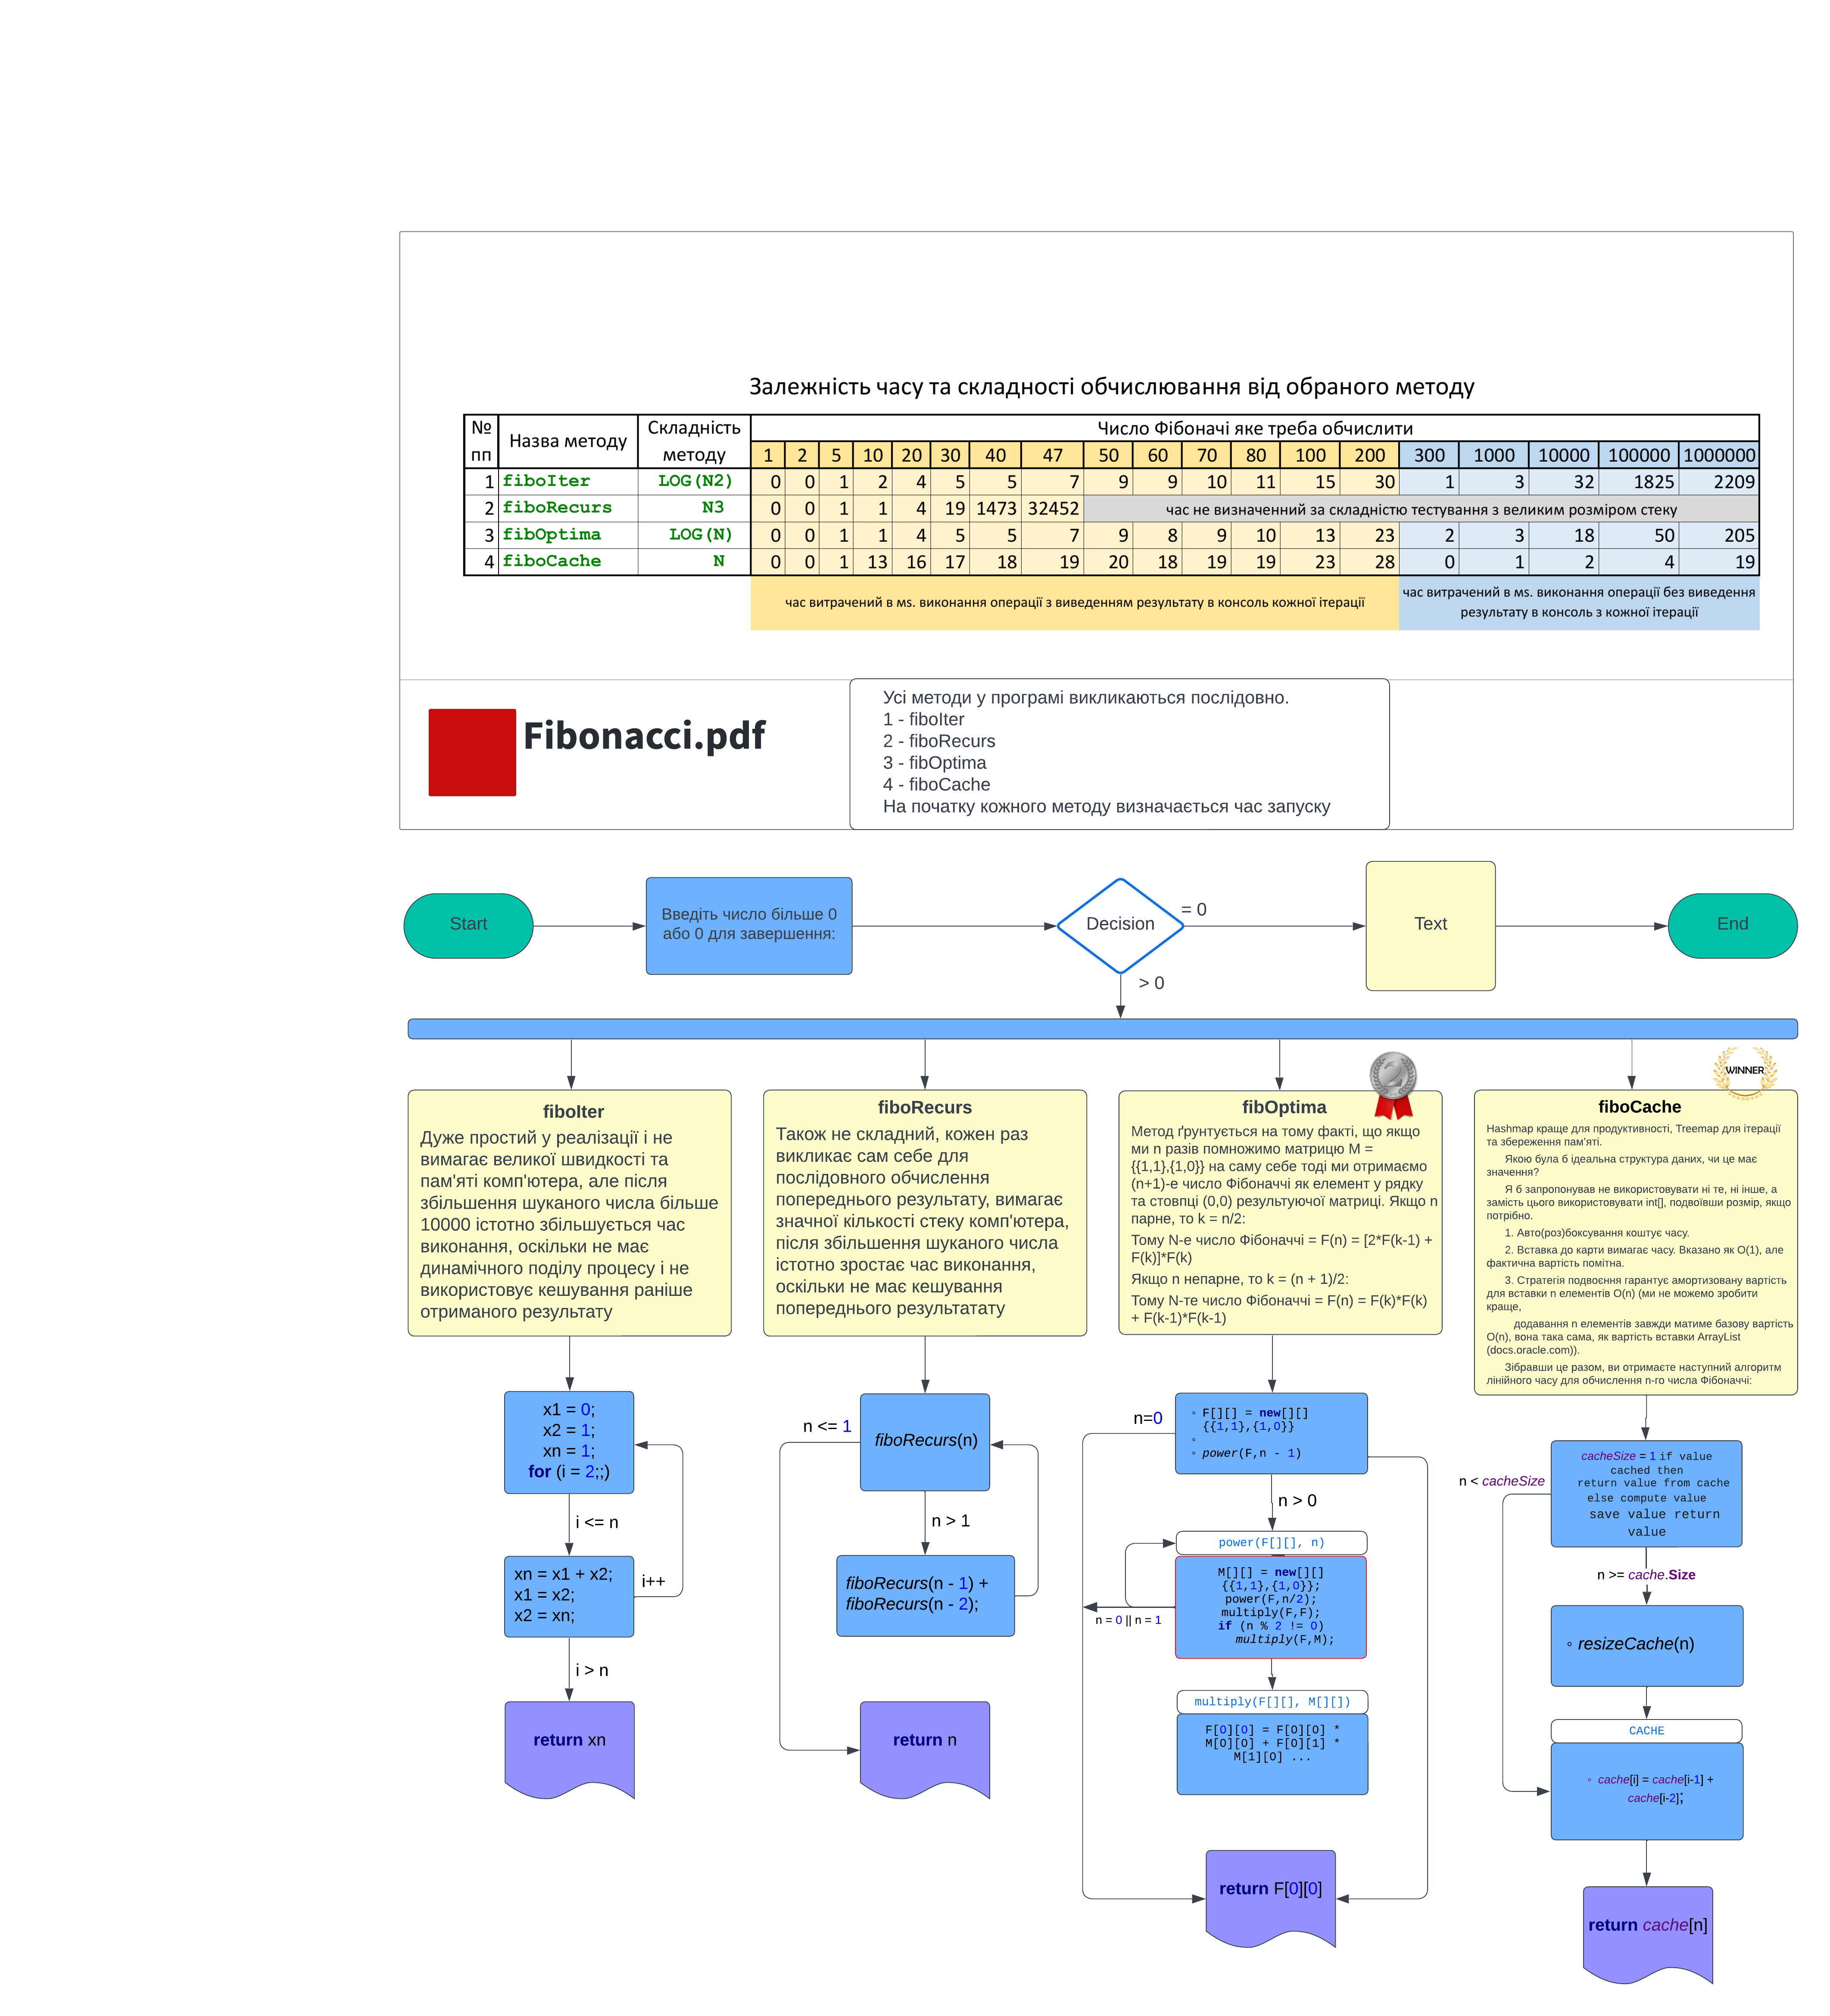 Залежність часу та складності обчислювання від обраного методу
№ пп Назва методу Складність методу Число Фібоначі яке треба обчислити
1 2 5 10 20 30 40 47 50 60 70 80 100 200 300 1000 10000 100000 1000000
1 fiboIter LOG(N2) 0 0 1 2 4 5 5 7 9 9 10 11 15 30 1 3 32 1825 2209
2 fiboRecurs N3 0 0 1 1 4 19 1473 32452 час не визначенний за складністю тестування з великим розміром стеку
3 fibOptima LOG(N) 0 0 1 1 4 5 5 7 9 8 9 10 13 23 2 3 18 50 205
4 fiboCache N 0 0 1 13 16 17 18 19 20 18 19 19 23 28 0 1 2 4 19
час витрачений в мs. виконання операції з виведенням результату в консоль кожної ітерації
час витрачений в мs. виконання операції без виведення
результату в консоль з кожної ітерації
Fibonacci.pdf
Усі методи у програмі викликаються послідовно.
1 - fiboIter
2 - fiboRecurs
3 - fibOptima
4 - fiboCache
На початку кожного методу визначається час запуску
Start
Введіть число більше 0
або 0 для завершення:
Decision
= 0
> 0
Text
End
fiboIter
Дуже простий у реалізації і не
вимагає великої швидкості та
пам'яті комп'ютера, але після
збільшення шуканого числа більше
10000 істотно збільшується час
виконання, оскільки не має
динамічного поділу процесу і не
використовує кешування раніше
отриманого результату
x1 = 0;
x2 = 1;
xn = 1;
for (i = 2;;)
i <= n
xn = x1 + x2;
x1 = x2;
x2 = xn;
i++
i > n
return xn
fiboRecurs
Також не складний, кожен раз
викликає сам себе для
послідовного обчислення
попереднього результату, вимагає
значної кількості стеку комп'ютера,
після збільшення шуканого числа
істотно зростає час виконання,
оскільки не має кешування
попереднього результатату
n <= 1
fiboRecurs(n)
n > 1
fiboRecurs(n - 1) +
fiboRecurs(n - 2);
return n
2
fibOptima
Метод ґрунтується на тому факті, що якщо
ми n разів помножимо матрицю M =
{{1,1},{1,0}} на саму себе тоді ми отримаємо
(n+1)-е число Фібоначчі як елемент у рядку
та стовпці (0,0) результуючої матриці. Якщо n
парне, то k = n/2:
Тому N-е число Фібоначчі = F(n) = [2*F(k-1) +
F(k)]*F(k)
Якщо n непарне, то k = (n + 1)/2:
Тому N-те число Фібоначчі = F(n) = F(k)*F(k)
+ F(k-1)*F(k-1)
n=0
◦ F[][] = new[][]
{{1,1},{1,0}}
◦
◦ power(F,n - 1)
n > 0
power(F[][], n)
M[][] = new[][]
{{1,1},{1,0}};
power(F,n/2);
multiply(F,F);
if (n % 2 != 0)
multiply(F,M);
n = 0 || n = 1
multiply(F[][], M[][])
F[0][0] = F[0][0] *
M[0][0] + F[0][1] *
M[1][0] ...
return F[0][0]
WINNER
fiboCache
Hashmap краще для продуктивності, Treemap для ітерації
та збереження пам'яті.
Якою була б ідеальна структура даних, чи це має
значення?
Я б запропонував не використовувати ні те, ні інше, а
замість цього використовувати int[], подвоївши розмір, якщо
потрібно.
1. Авто(роз)боксування коштує часу.
2. Вставка до карти вимагає часу. Вказано як O(1), але
фактична вартість помітна.
3. Стратегія подвоєння гарантує амортизовану вартість
для вставки n елементів O(n) (ми не можемо зробити
краще,
додавання n елементів завжди матиме базову вартість
O(n), вона така сама, як вартість вставки ArrayList
(docs.oracle.com)).
Зібравши це разом, ви отримаєте наступний алгоритм
лінійного часу для обчислення n-го числа Фібоначчі:
n < cacheSize
cacheSize = 1 if value
cached then
return value from cache
else compute value
save value return
value
n >= cache.Size
◦ resizeCache(n)
CACHE
◦ cache[i] = cache[i-1] +
cache[i-2];
return cache[n]